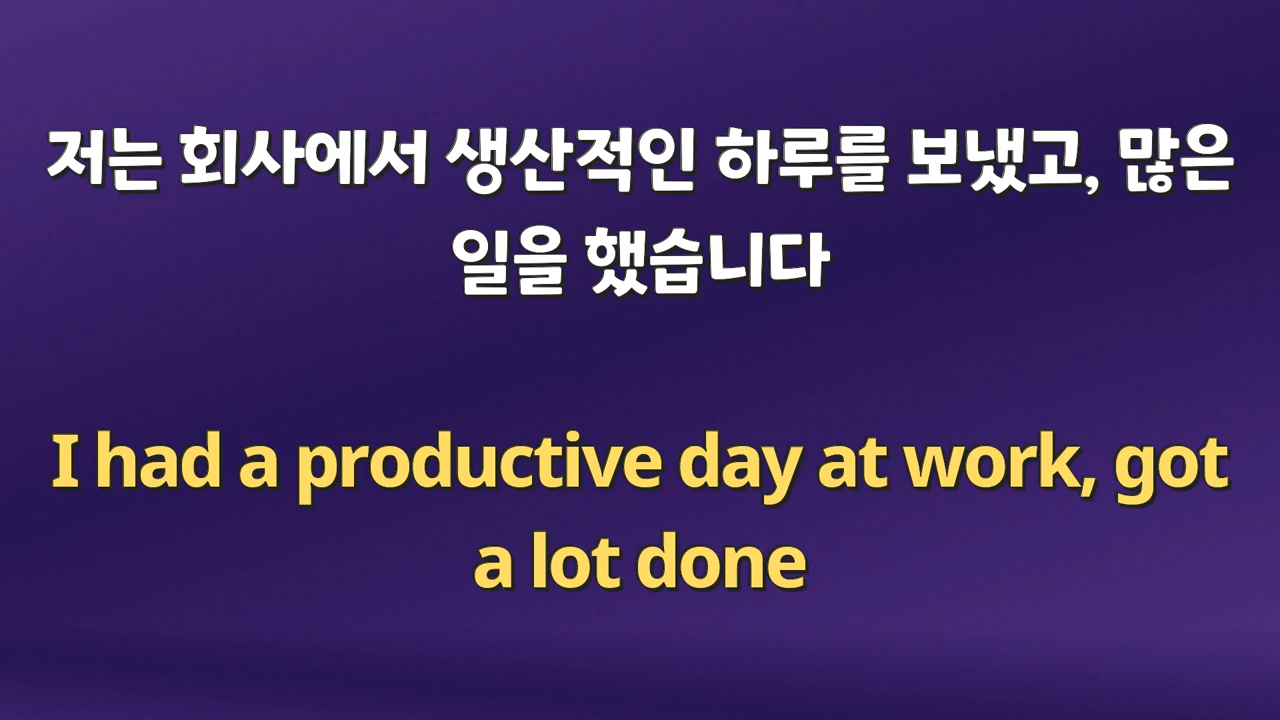 저는 회사에서 생산적인 하루를 보냈고, 많은
일을 했습니다
I had a productive day at work, got
a lot done